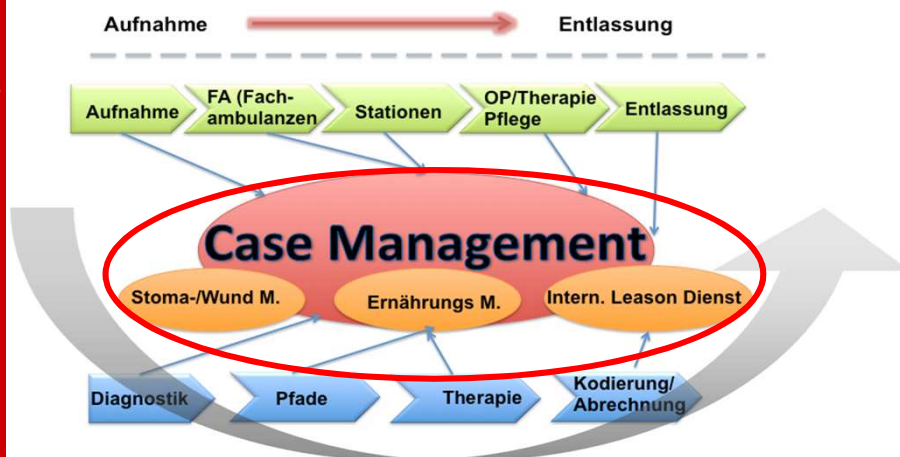 Aufnahme
Entlassung
Aufnahme
FA (Fach-
ambulanzen
Stationen
OP/Therapie
Pflege
Entlassung
Case Management
Stoma-/Wund M.
Ernährungs M.
Intern. Leason Dienst
Diagnostik
Pfade
Therapie
Kodierung/
Abrechnung